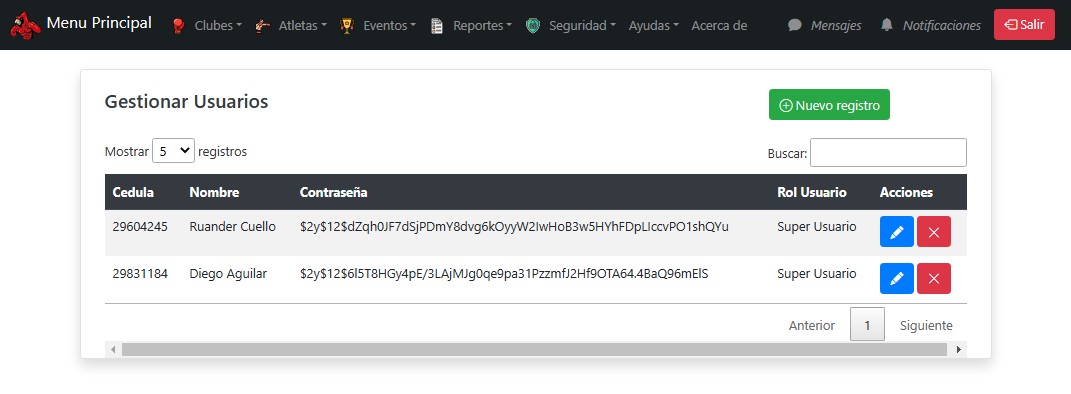 Menu Principal Clubes Atletas Eventos Reportes Seguridad Ayudas Acerca de Mensajes Notificaciones Salir
Gestionar Usuarios
Nuevo registro
Mostrar 5 registros
Buscar:
Cedula Nombre Contraseña Rol Usuario Acciones
29604245 Ruander Cuello $2y$12$dZqh0JF7dSjPDmY8dvg6kOyyW2IwHoB3w5HYhFDpLIccvPO1shQYu Super Usuario
29831184 Diego Aguilar $2y$12$6l5T8HGy4pE/3LAjMJg0qe9pa31PzzmfJ2Hf9OTA64.4BaQ96mElS Super Usuario
Anterior 1 Siguiente